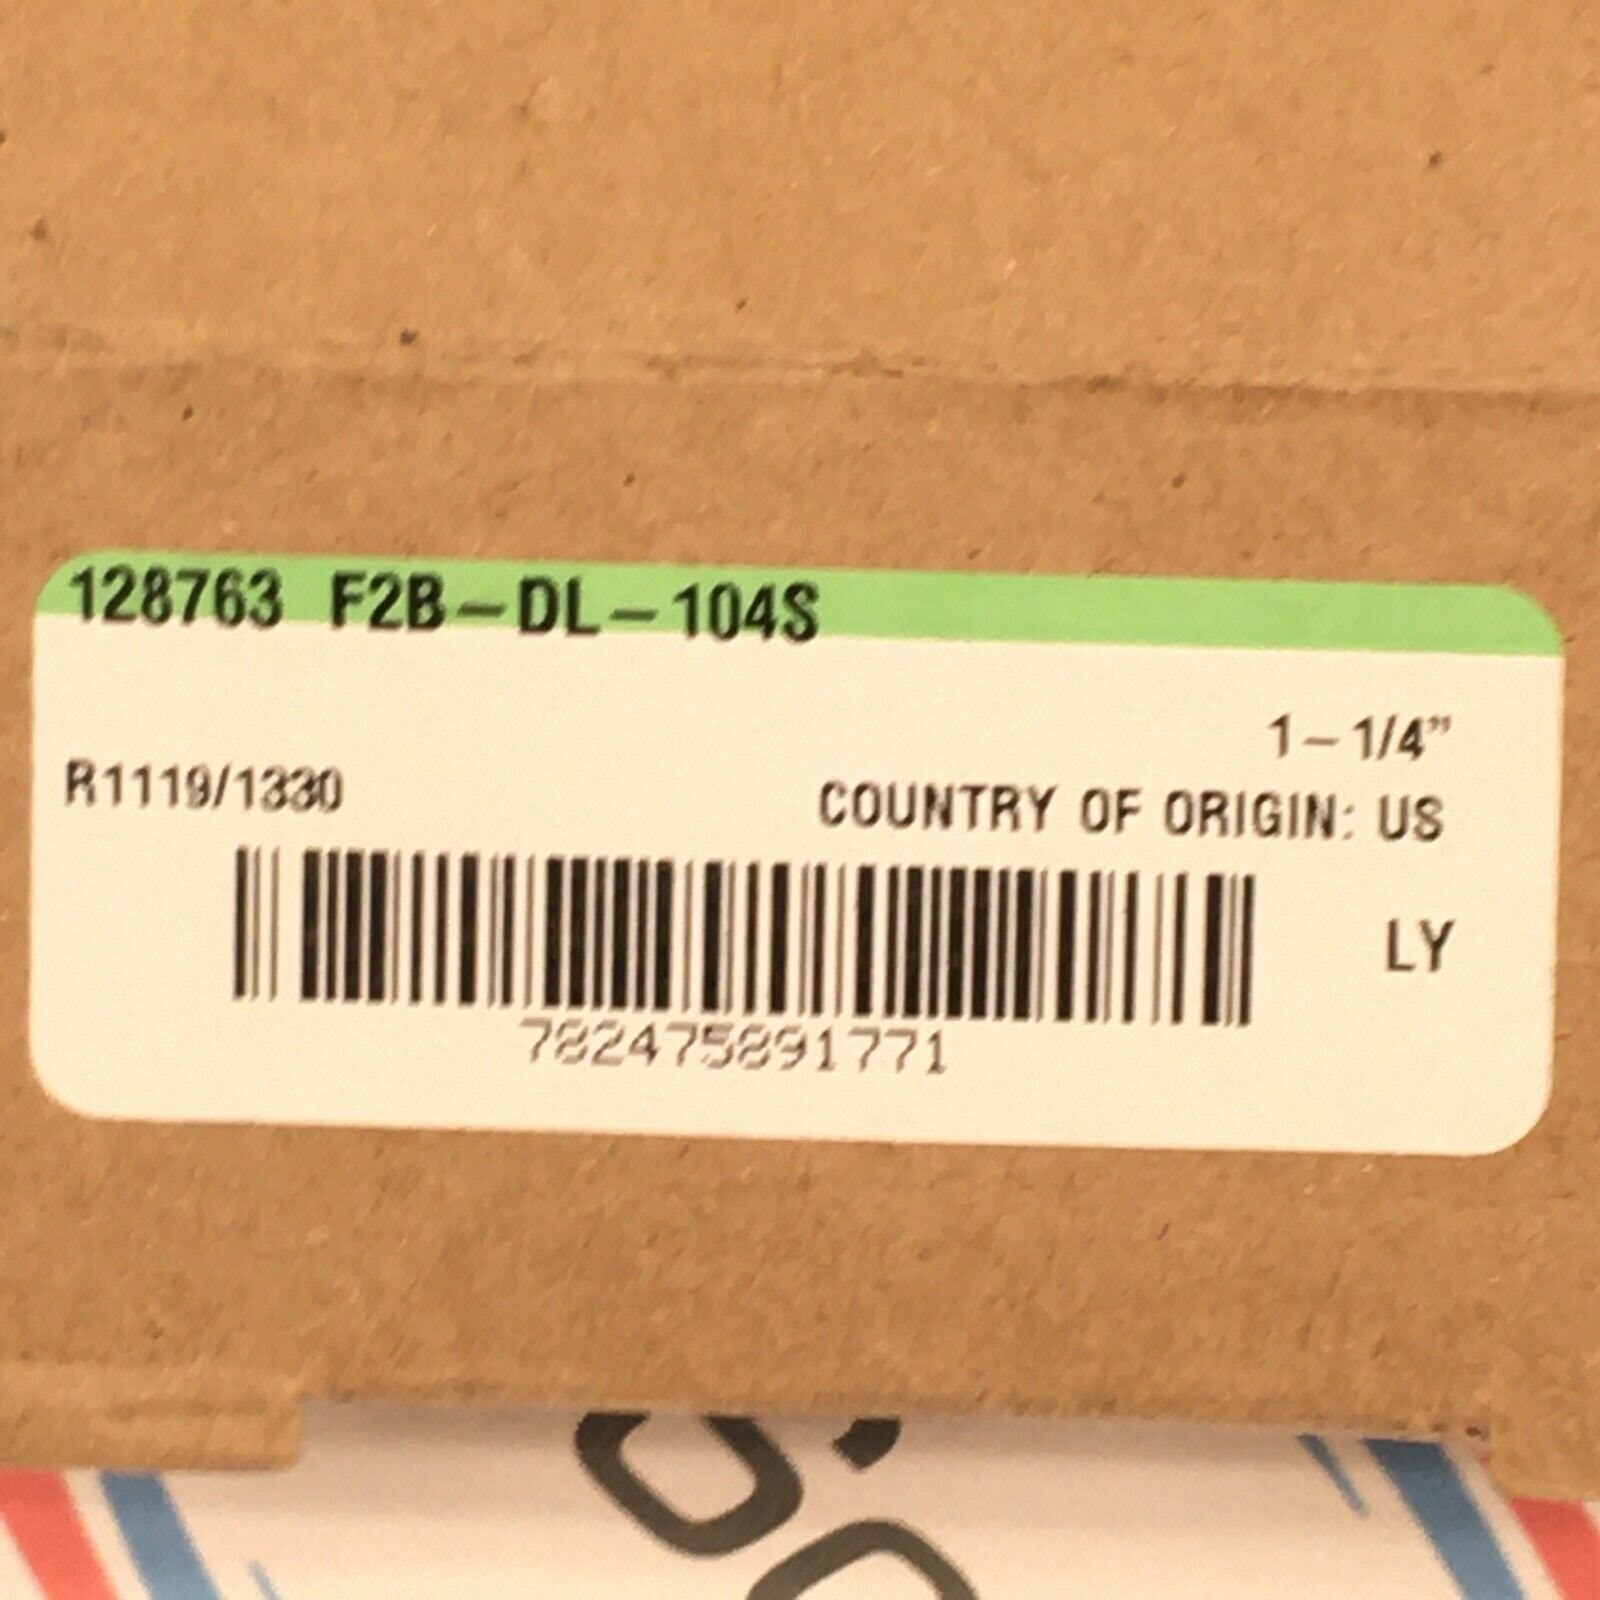 128763 F2B-DL-104S
1-1/4"
R1119/1330
COUNTRY OF ORIGIN: US
LY
782475891771